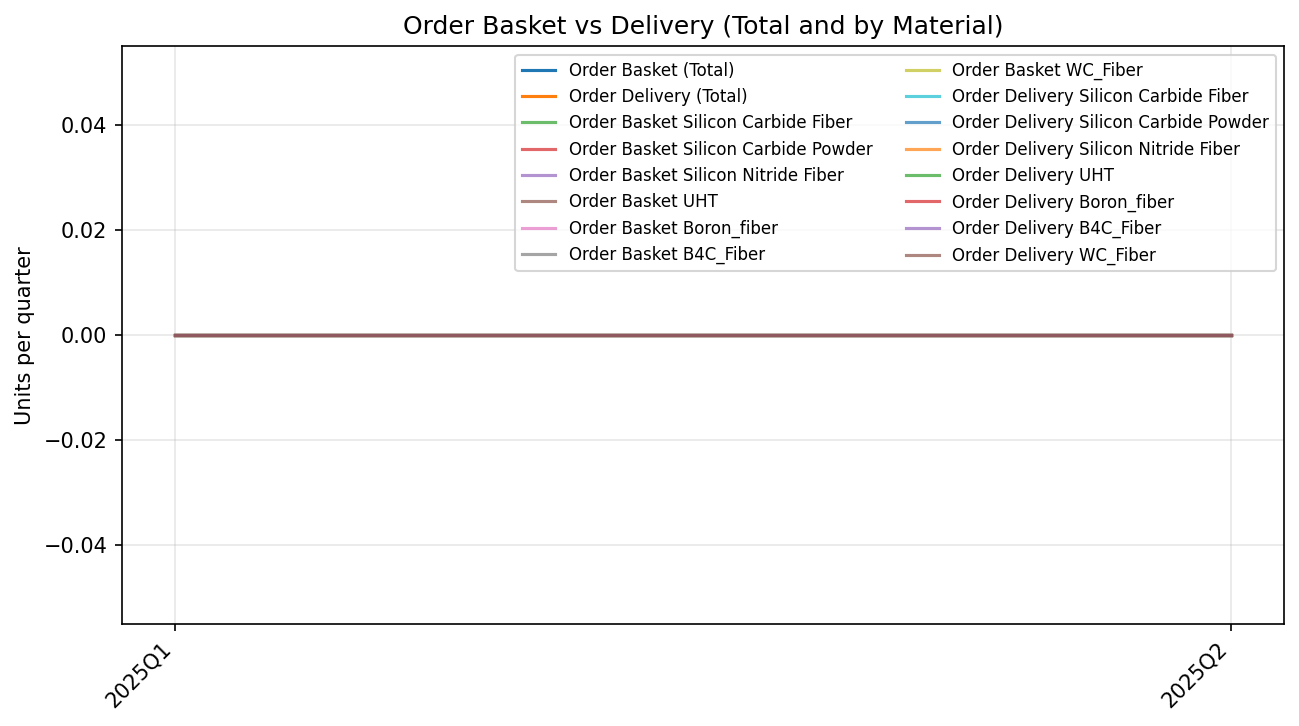 Order Basket vs Delivery (Total and by Material)
Order Basket (Total)
Order Delivery (Total)
Order Basket Silicon Carbide Fiber
Order Basket Silicon Carbide Powder
Order Basket Silicon Nitride Fiber
Order Basket UHT
Order Basket Boron_fiber
Order Basket B4C_Fiber
Order Basket WC_Fiber
Order Delivery Silicon Carbide Fiber
Order Delivery Silicon Carbide Powder
Order Delivery Silicon Nitride Fiber
Order Delivery UHT
Order Delivery Boron_fiber
Order Delivery B4C_Fiber
Order Delivery WC_Fiber
Units per quarter
0.04
0.02
0.00
−0.02
−0.04
2025Q1
2025Q2